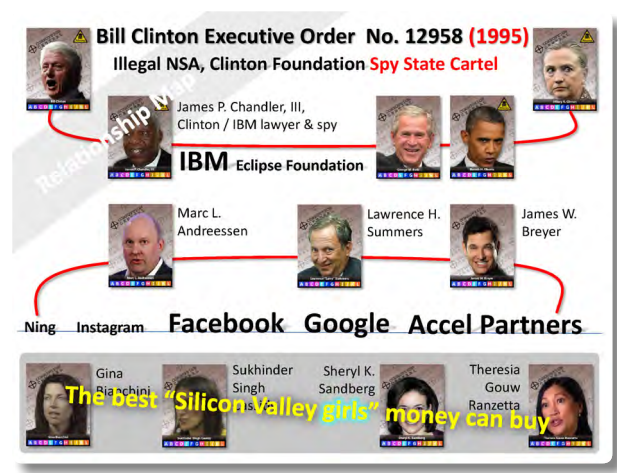 Bill Clinton Executive Order No. 12958 (1995)
Illegal NSA, Clinton Foundation Spy State Cartel
Relationship Map
James P. Chandler, III,
Clinton / IBM lawyer & spy
IBM Eclipse Foundation
Marc L.
Andreessen
Lawrence H.
Summers
James W.
Breyer
Ning Instagram Facebook Google Accel Partners
Gina
Bianchini
Sukhinder
Singh
Sheryl K.
Sandberg
Theresia
Gouw
Ranzetta
The best "Silicon Valley girls" money can buy